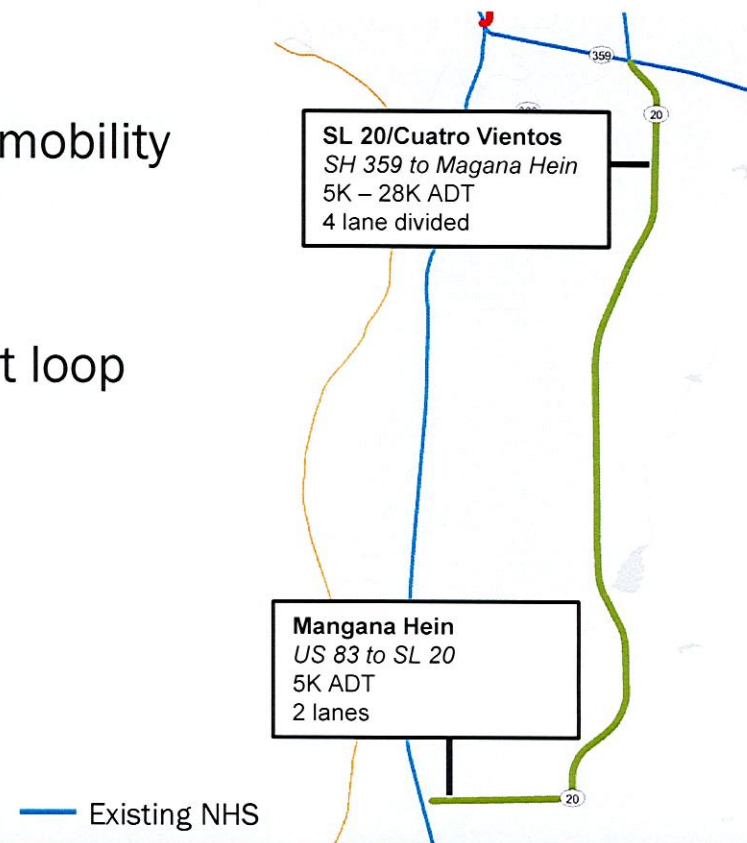 359
20
mobility
SL 20/Cuatro Vientos
SH 359 to Magana Hein
5K – 28K ADT
4 lane divided
t loop
Mangana Hein
US 83 to SL 20
5K ADT
2 lanes
20
Existing NHS